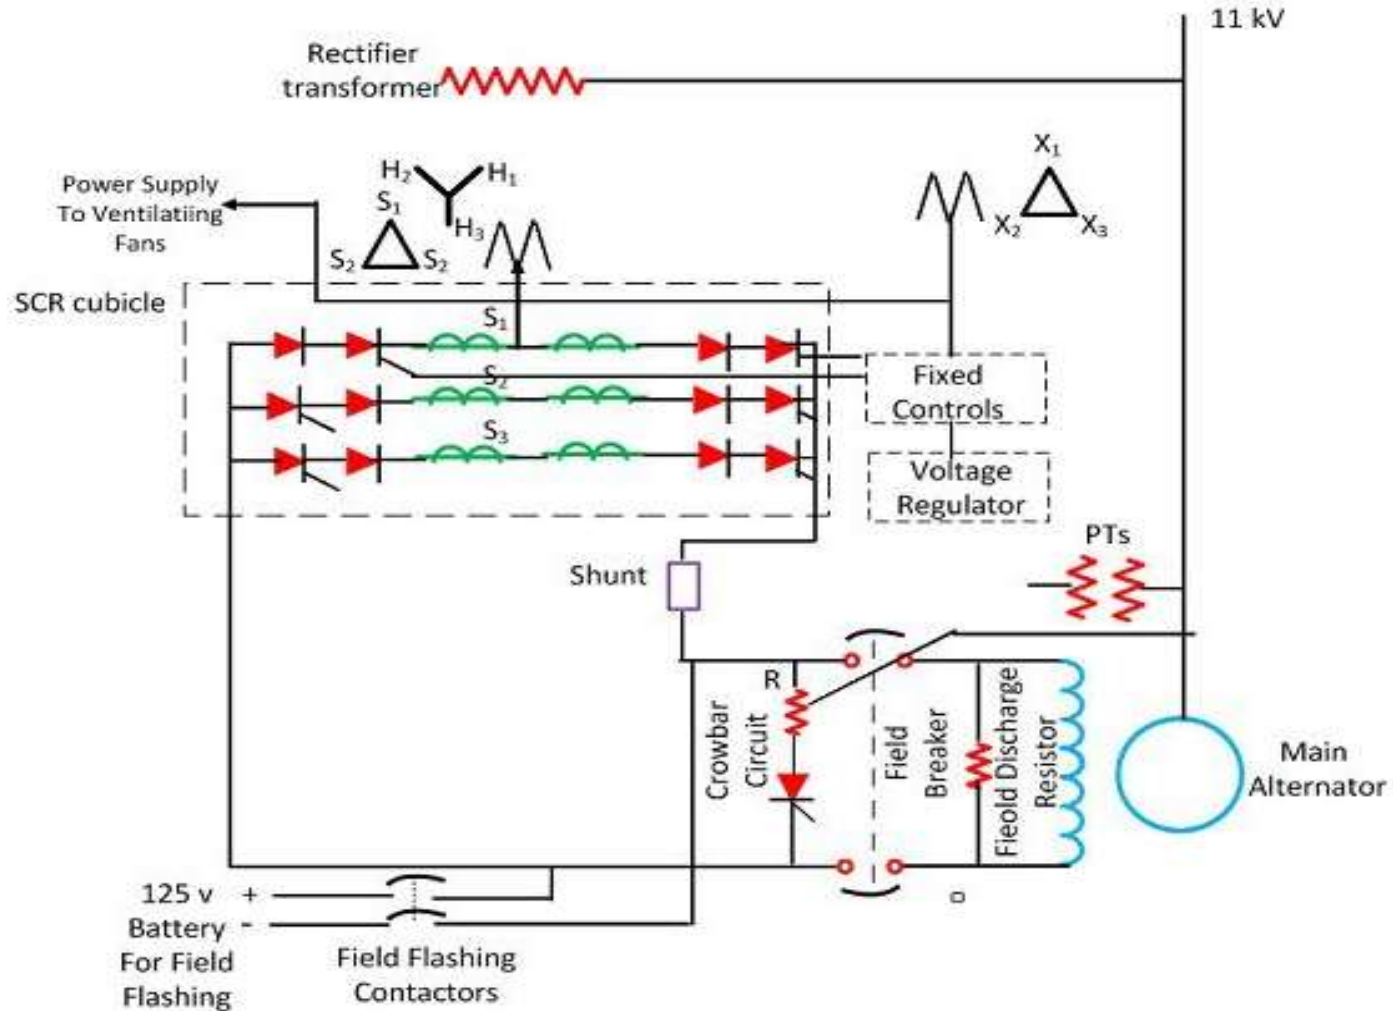 11 kV
Rectifier
transformer
X₁
X₂
X₃
H₂
H₁
H₃
S₁
S₂
S₂
Power Supply
To Ventilatiing
Fans
SCR cubicle
S₁
S₂
S₃
Fixed
Controls
Voltage
Regulator
PTs
Shunt
R
Crowbar
Circuit
Field
Breaker
Fieold Discharge
Resistor
Main
Alternator
125 v +
Battery -
For Field
Flashing
Field Flashing
Contactors